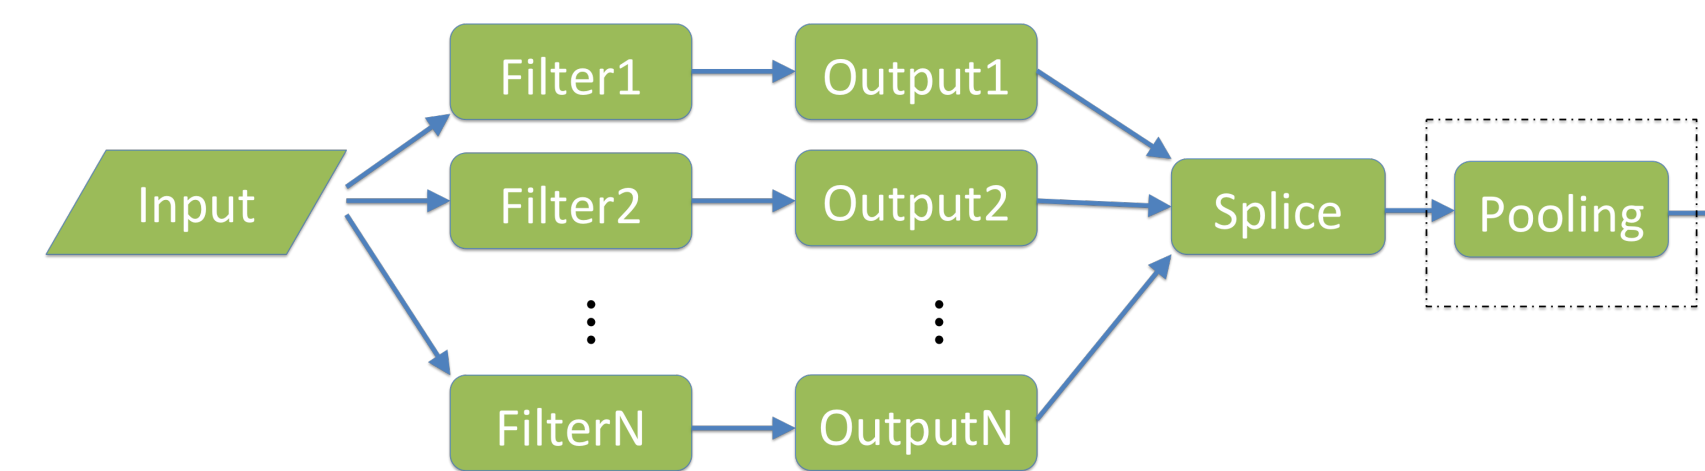 Input
Filter1
Output1
Filter2
Output2
FilterN
OutputN
Splice
Pooling